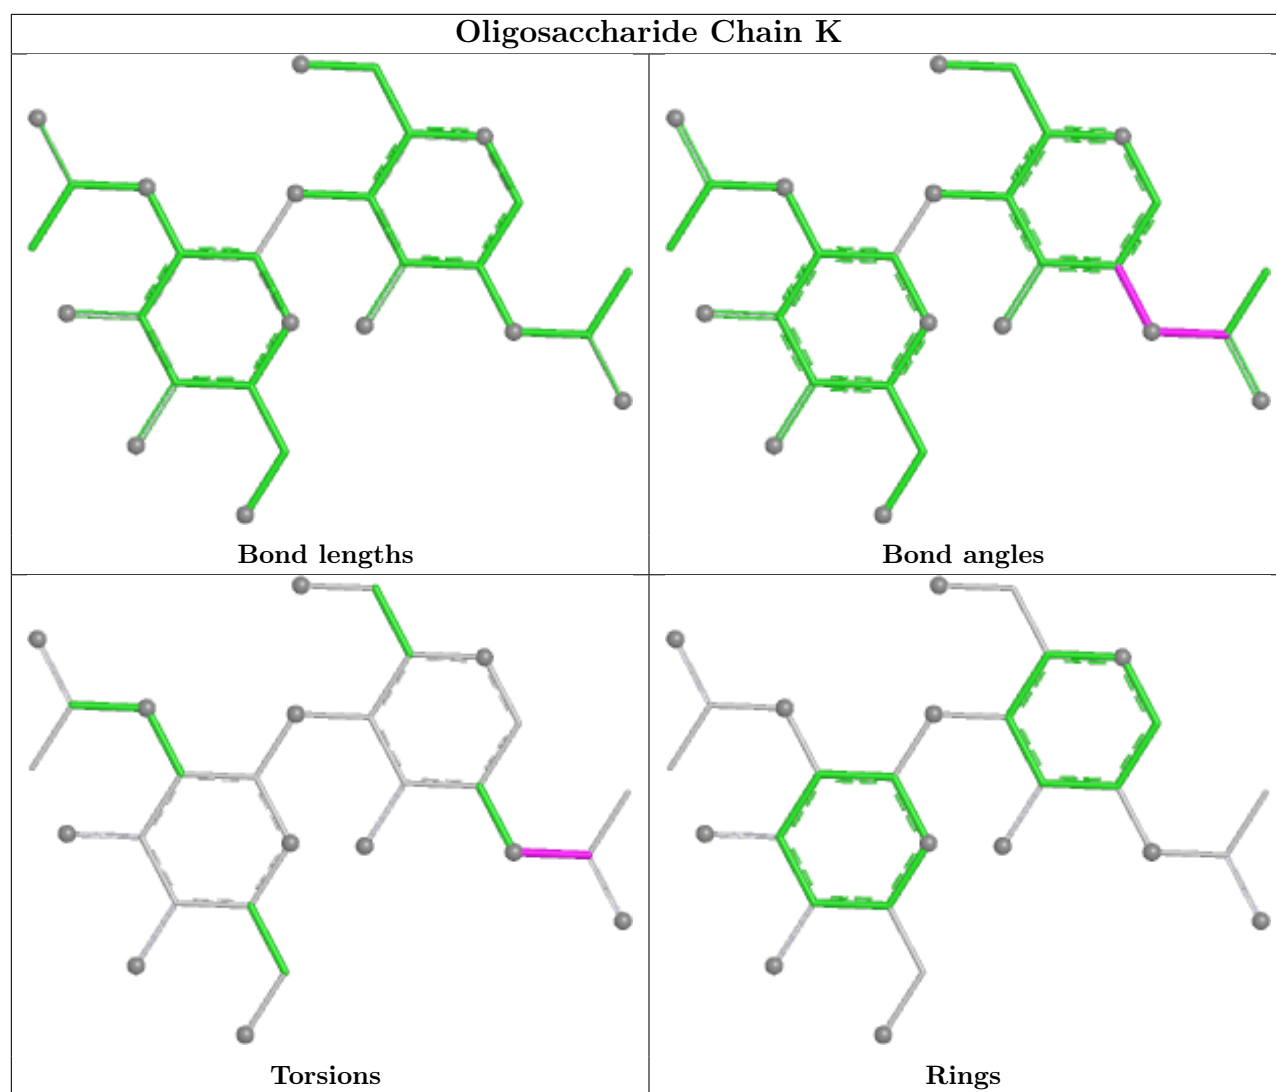 Oligosaccharide Chain K
Bond lengths
Bond angles
Torsions
Rings